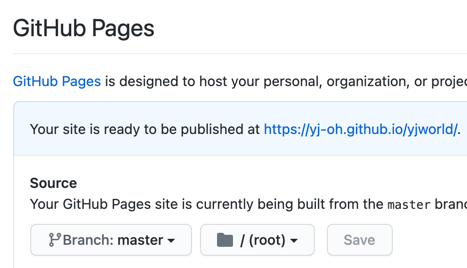 GitHub Pages
GitHub Pages is designed to host your personal, organization, or
Your site is ready to be published at https://yj-oh.github.io/yjworld/.
Source
Your GitHub Pages site is currently being built from the master
Branch: master
/ (root)
Save